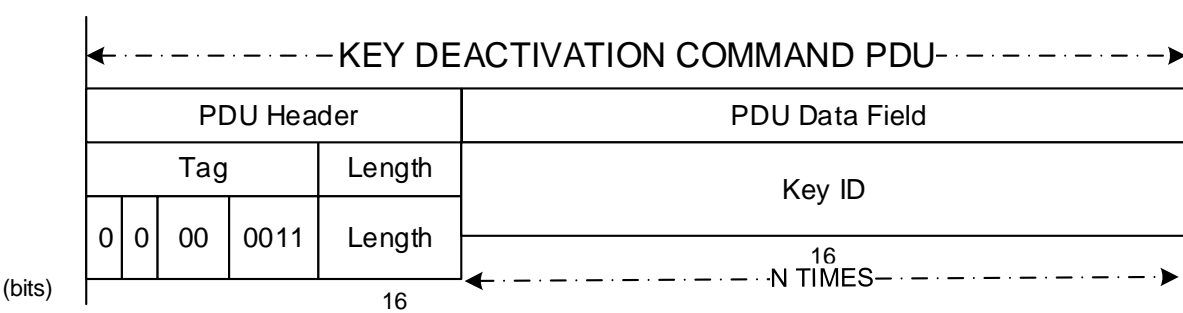 KEY DEACTIVATION COMMAND PDU
PDU Header PDU Data Field
Tag Length Key ID
0 0 00 0011 Length
16
N TIMES
(bits) 16